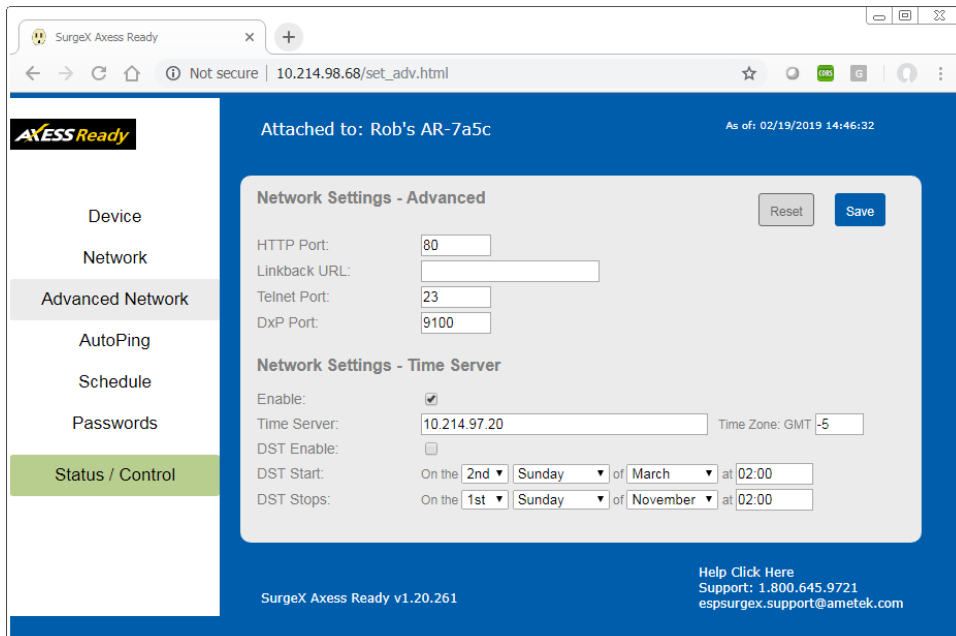 SurgeX Axess Ready
Not secure | 10.214.98.68/set_adv.html
CORS
G
AXESS Ready
Attached to: Rob's AR-7a5c
As of: 02/19/2019 14:46:32
Device
Network
Advanced Network
AutoPing
Schedule
Passwords
Status / Control
Network Settings - Advanced
Reset
Save
HTTP Port: 80
Linkback URL:
Telnet Port: 23
DxP Port: 9100
Network Settings - Time Server
Enable:
Time Server: 10.214.97.20 Time Zone: GMT -5
DST Enable:
DST Start: On the 2nd Sunday of March at 02:00
DST Stops: On the 1st Sunday of November at 02:00
SurgeX Axess Ready v1.20.261
Help Click Here
Support: 1.800.645.9721
espsurgex.support@ametek.com